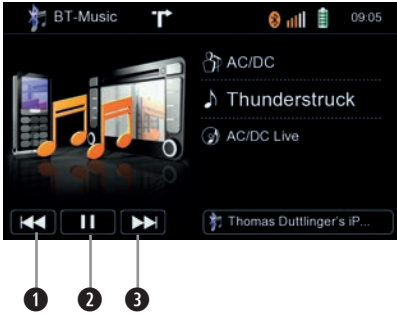 BT-Music 09:05
AC/DC
Thunderstruck
AC/DC Live
Thomas Duttlinger's iP...
1 2 3